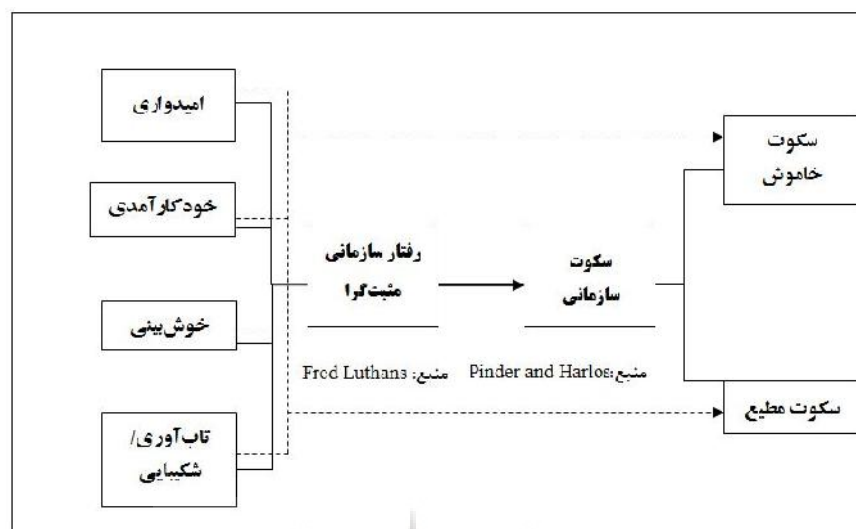 امیدواری
خودکارآمدی
خوش‌بینی
تاب‌آوری/
شکیبایی
رفتار سازمانی
مثبت‌گرا
منبع: Fred Luthans
سکوت
سازمانی
منبع: Pinder and Harlos
سکوت
خاموش
سکوت مطیع